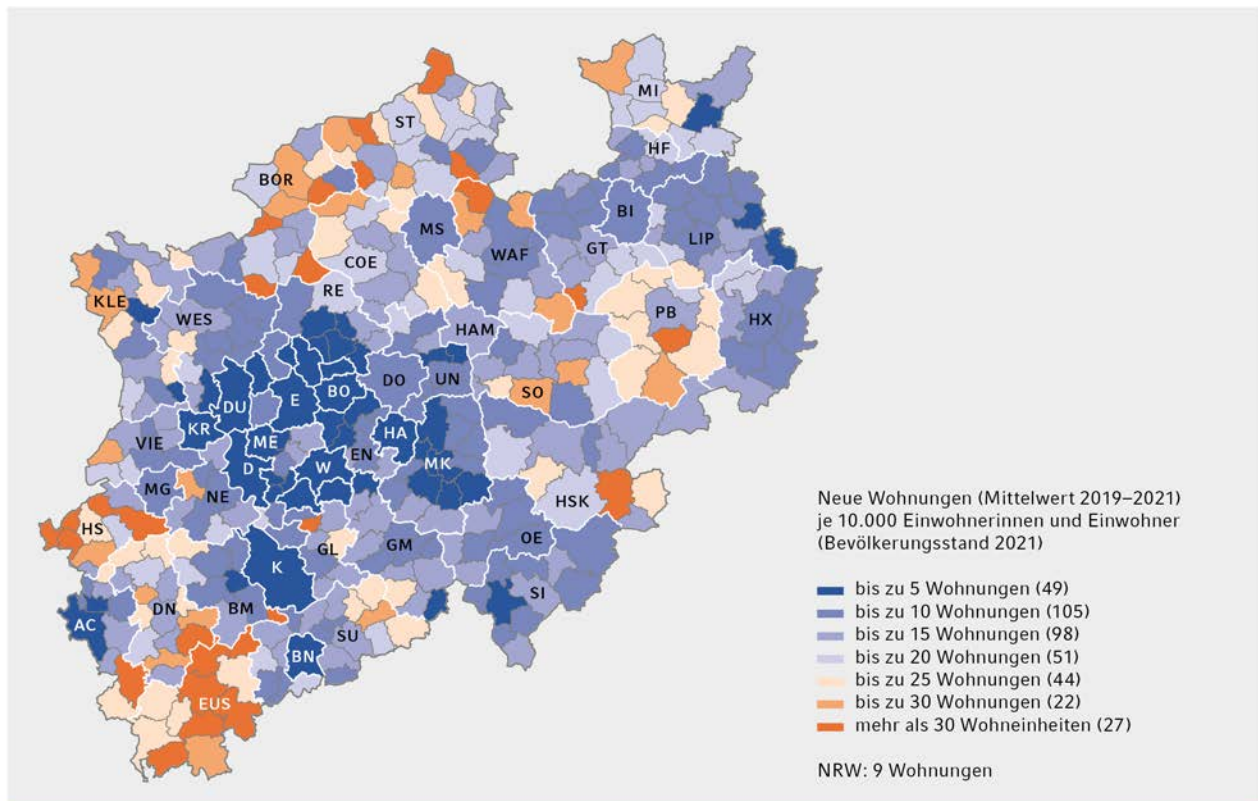 MI
ST
HF
BOR
BI
MS
LIP
WAF
GT
COE
RE
KLE
PB
WES
HX
HAM
DO
UN
SO
BO
E
DU
KR
HA
VIE
ME
EN
MK
W
D
MG
NE
HSK
HS
OE
GL
GM
K
SI
DN
BM
AC
SU
BN
EUS
Neue Wohnungen (Mittelwert 2019–2021)
je 10.000 Einwohnerinnen und Einwohner
(Bevölkerungsstand 2021)
bis zu 5 Wohnungen (49)
bis zu 10 Wohnungen (105)
bis zu 15 Wohnungen (98)
bis zu 20 Wohnungen (51)
bis zu 25 Wohnungen (44)
bis zu 30 Wohnungen (22)
mehr als 30 Wohneinheiten (27)
NRW: 9 Wohnungen